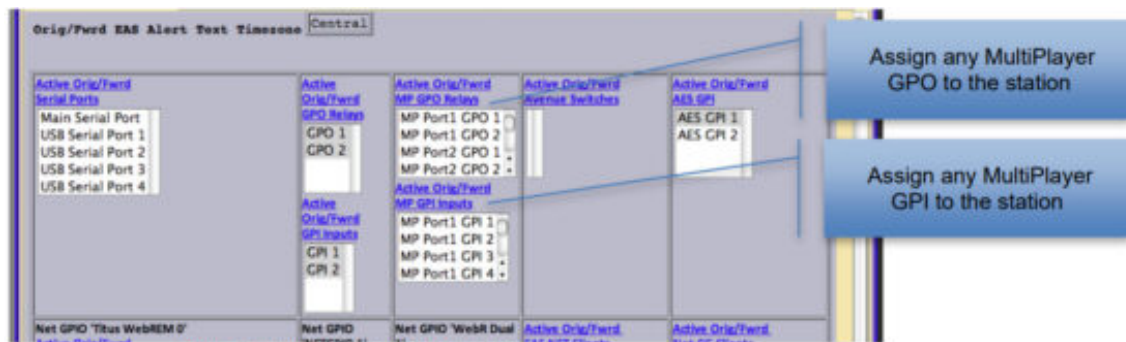 Orig/Fwrd EAS Alert Text Timezone Central
Active Orig/Fwrd
Serial Ports
Main Serial Port
USB Serial Port 1
USB Serial Port 2
USB Serial Port 3
USB Serial Port 4
Active
Orig/Fwrd
GPO Relays
GPO 1
GPO 2
Active
Orig/Fwrd
GPI Inputs
GPI 1
GPI 2
Active Orig/Fwrd
MP GPO Relays
MP Port1 GPO 1
MP Port1 GPO 2
MP Port2 GPO 1
MP Port2 GPO 2
Active Orig/Fwrd
MP GPI Inputs
MP Port1 GPI 1
MP Port1 GPI 2
MP Port1 GPI 3
MP Port1 GPI 4
Active Orig/Fwrd
Avenue Switches
Active Orig/Fwrd
AES GPI
AES GPI 1
AES GPI 2
Assign any MultiPlayer
GPO to the station
Assign any MultiPlayer
GPI to the station
Net GPIO 'Titus WebREM 0'
Active Orig/Fwrd
Net GPIO
Net GPIO 'WebR Dual
Active Orig/Fwrd
EAS NET Clients
Active Orig/Fwrd